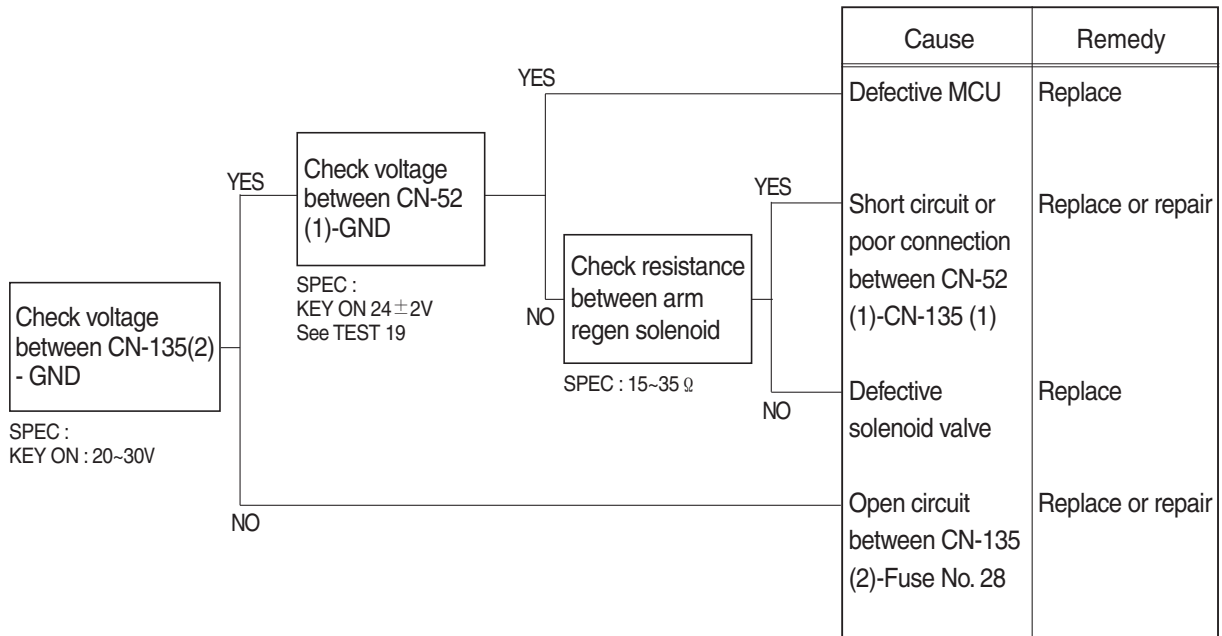 Cause
Remedy
YES
Defective MCU
Replace
Check voltage
between CN-52
(1)-GND
YES
YES
Short circuit or
poor connection
between CN-52
(1)-CN-135 (1)
Replace or repair
Check resistance
between arm
regen solenoid
SPEC :
KEY ON 24±2V
See TEST 19
NO
Check voltage
between CN-135(2)
- GND
SPEC : 15~35 Ω
NO
Defective
solenoid valve
Replace
SPEC :
KEY ON : 20~30V
NO
Open circuit
between CN-135
(2)-Fuse No. 28
Replace or repair